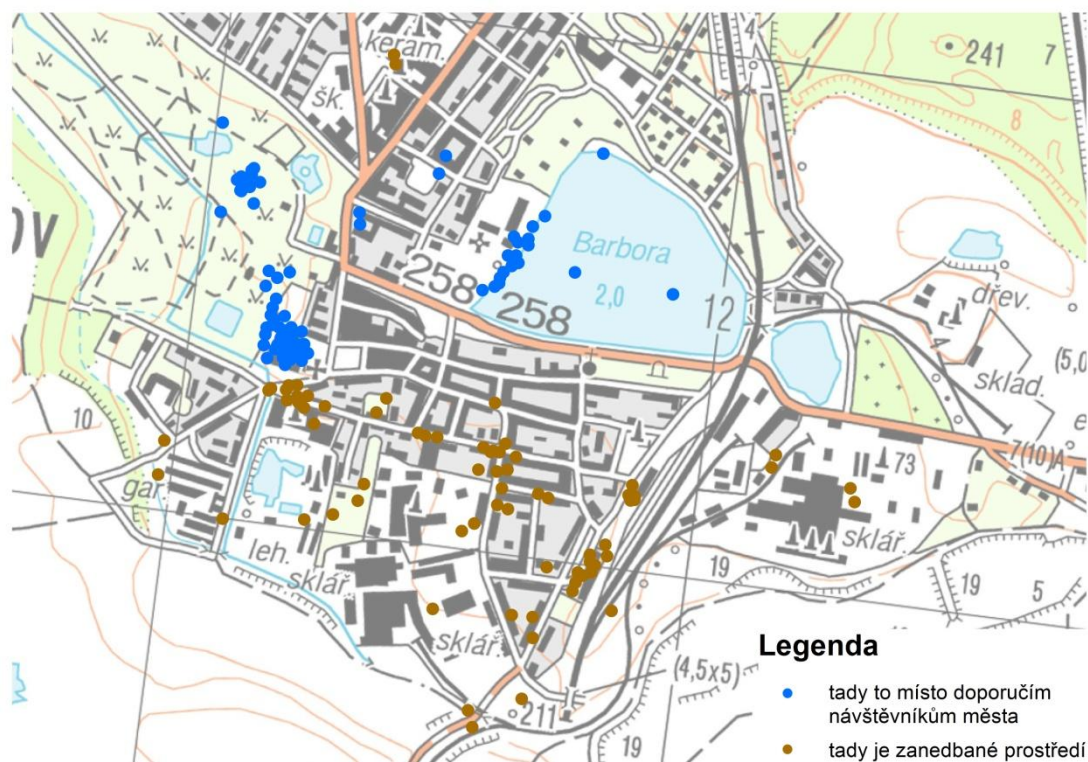 keram.
4
241
7
šk.
8
OV
Barbora
258
258
2,0
12
dřev.
sklad.
(5,0
e
10
7(10)A
73
gal.
leh.
sklář.
sklář.
19
19
5
sklář.
Legenda
(4,5x5)
tady to místo doporučím
návštěvníkům města
211
19
tady je zanedbané prostředí